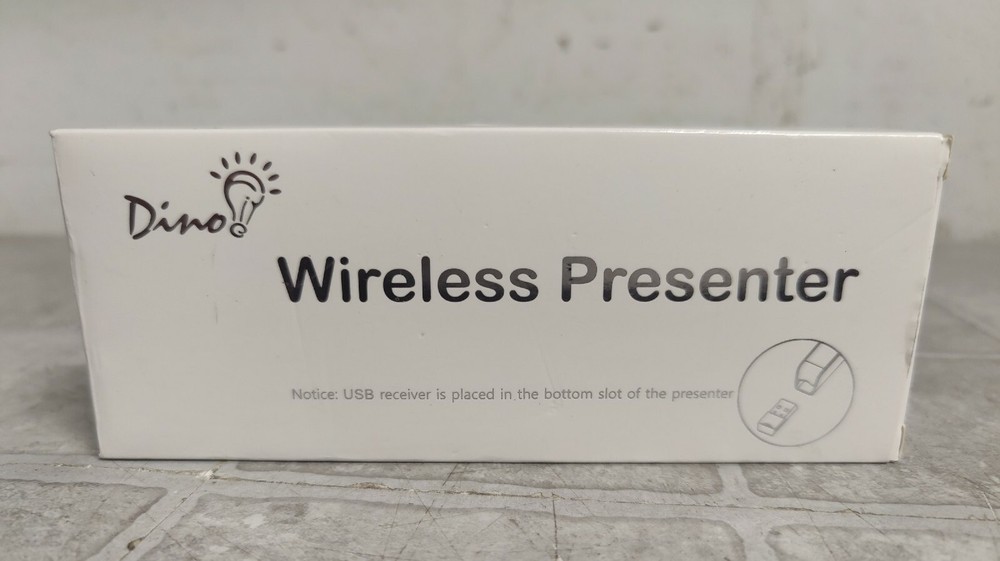 Dino
Wireless Presenter
Notice: USB receiver is placed in the bottom slot of the presenter